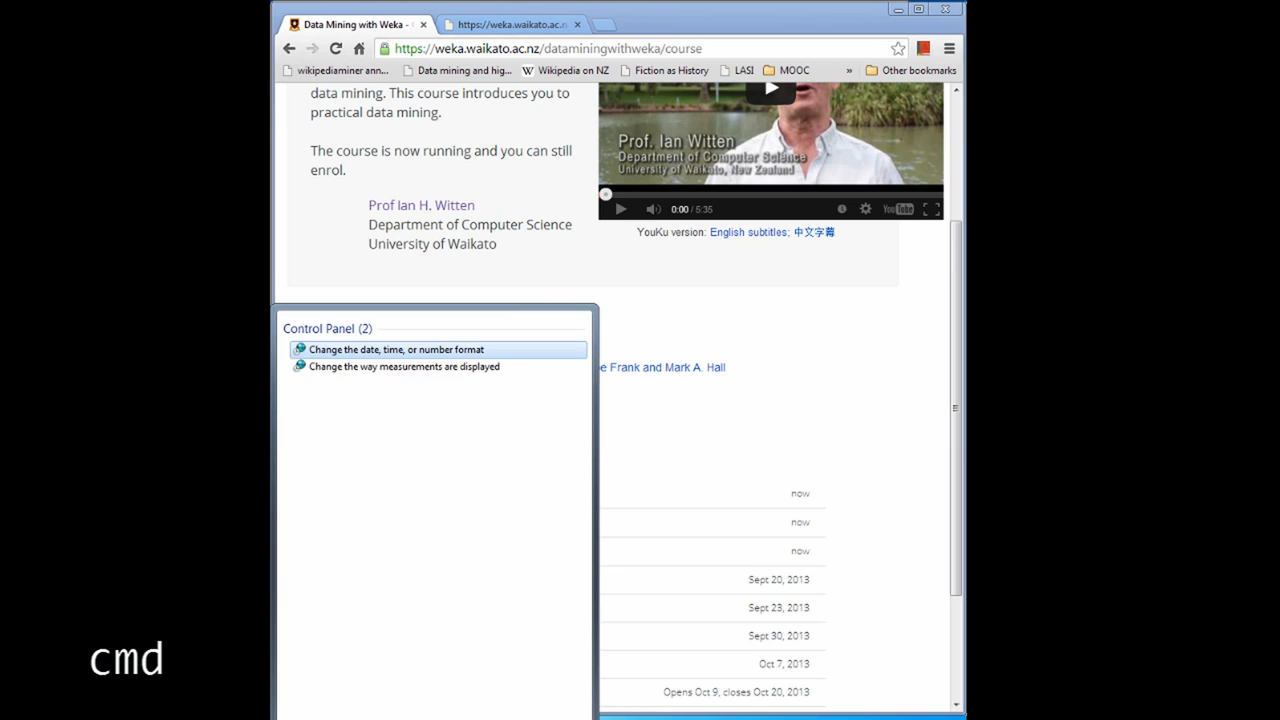 Data Mining with Weka -
https://weka.waikato.ac.n
https://weka.waikato.ac.nz/dataminingwithweka/course
wikipediaminer ann...
Data mining and hig...
Wikipedia on NZ
Fiction as History
LASI
MOOC
»
Other bookmarks
data mining. This course introduces you to
practical data mining.
The course is now running and you can still
enrol.
Prof Ian H. Witten
Department of Computer Science
University of Waikato
Prof. Ian Witten
Department of Computer Science
University of Waikato, New Zealand
0:00 / 5:35
YouTube
YouKu version: English subtitles; 中文字幕
Control Panel (2)
Change the date, time, or number format
Change the way measurements are displayed
e Frank and Mark A. Hall
now
now
now
Sept 20, 2013
Sept 23, 2013
Sept 30, 2013
Oct 7, 2013
Opens Oct 9, closes Oct 20, 2013
cmd